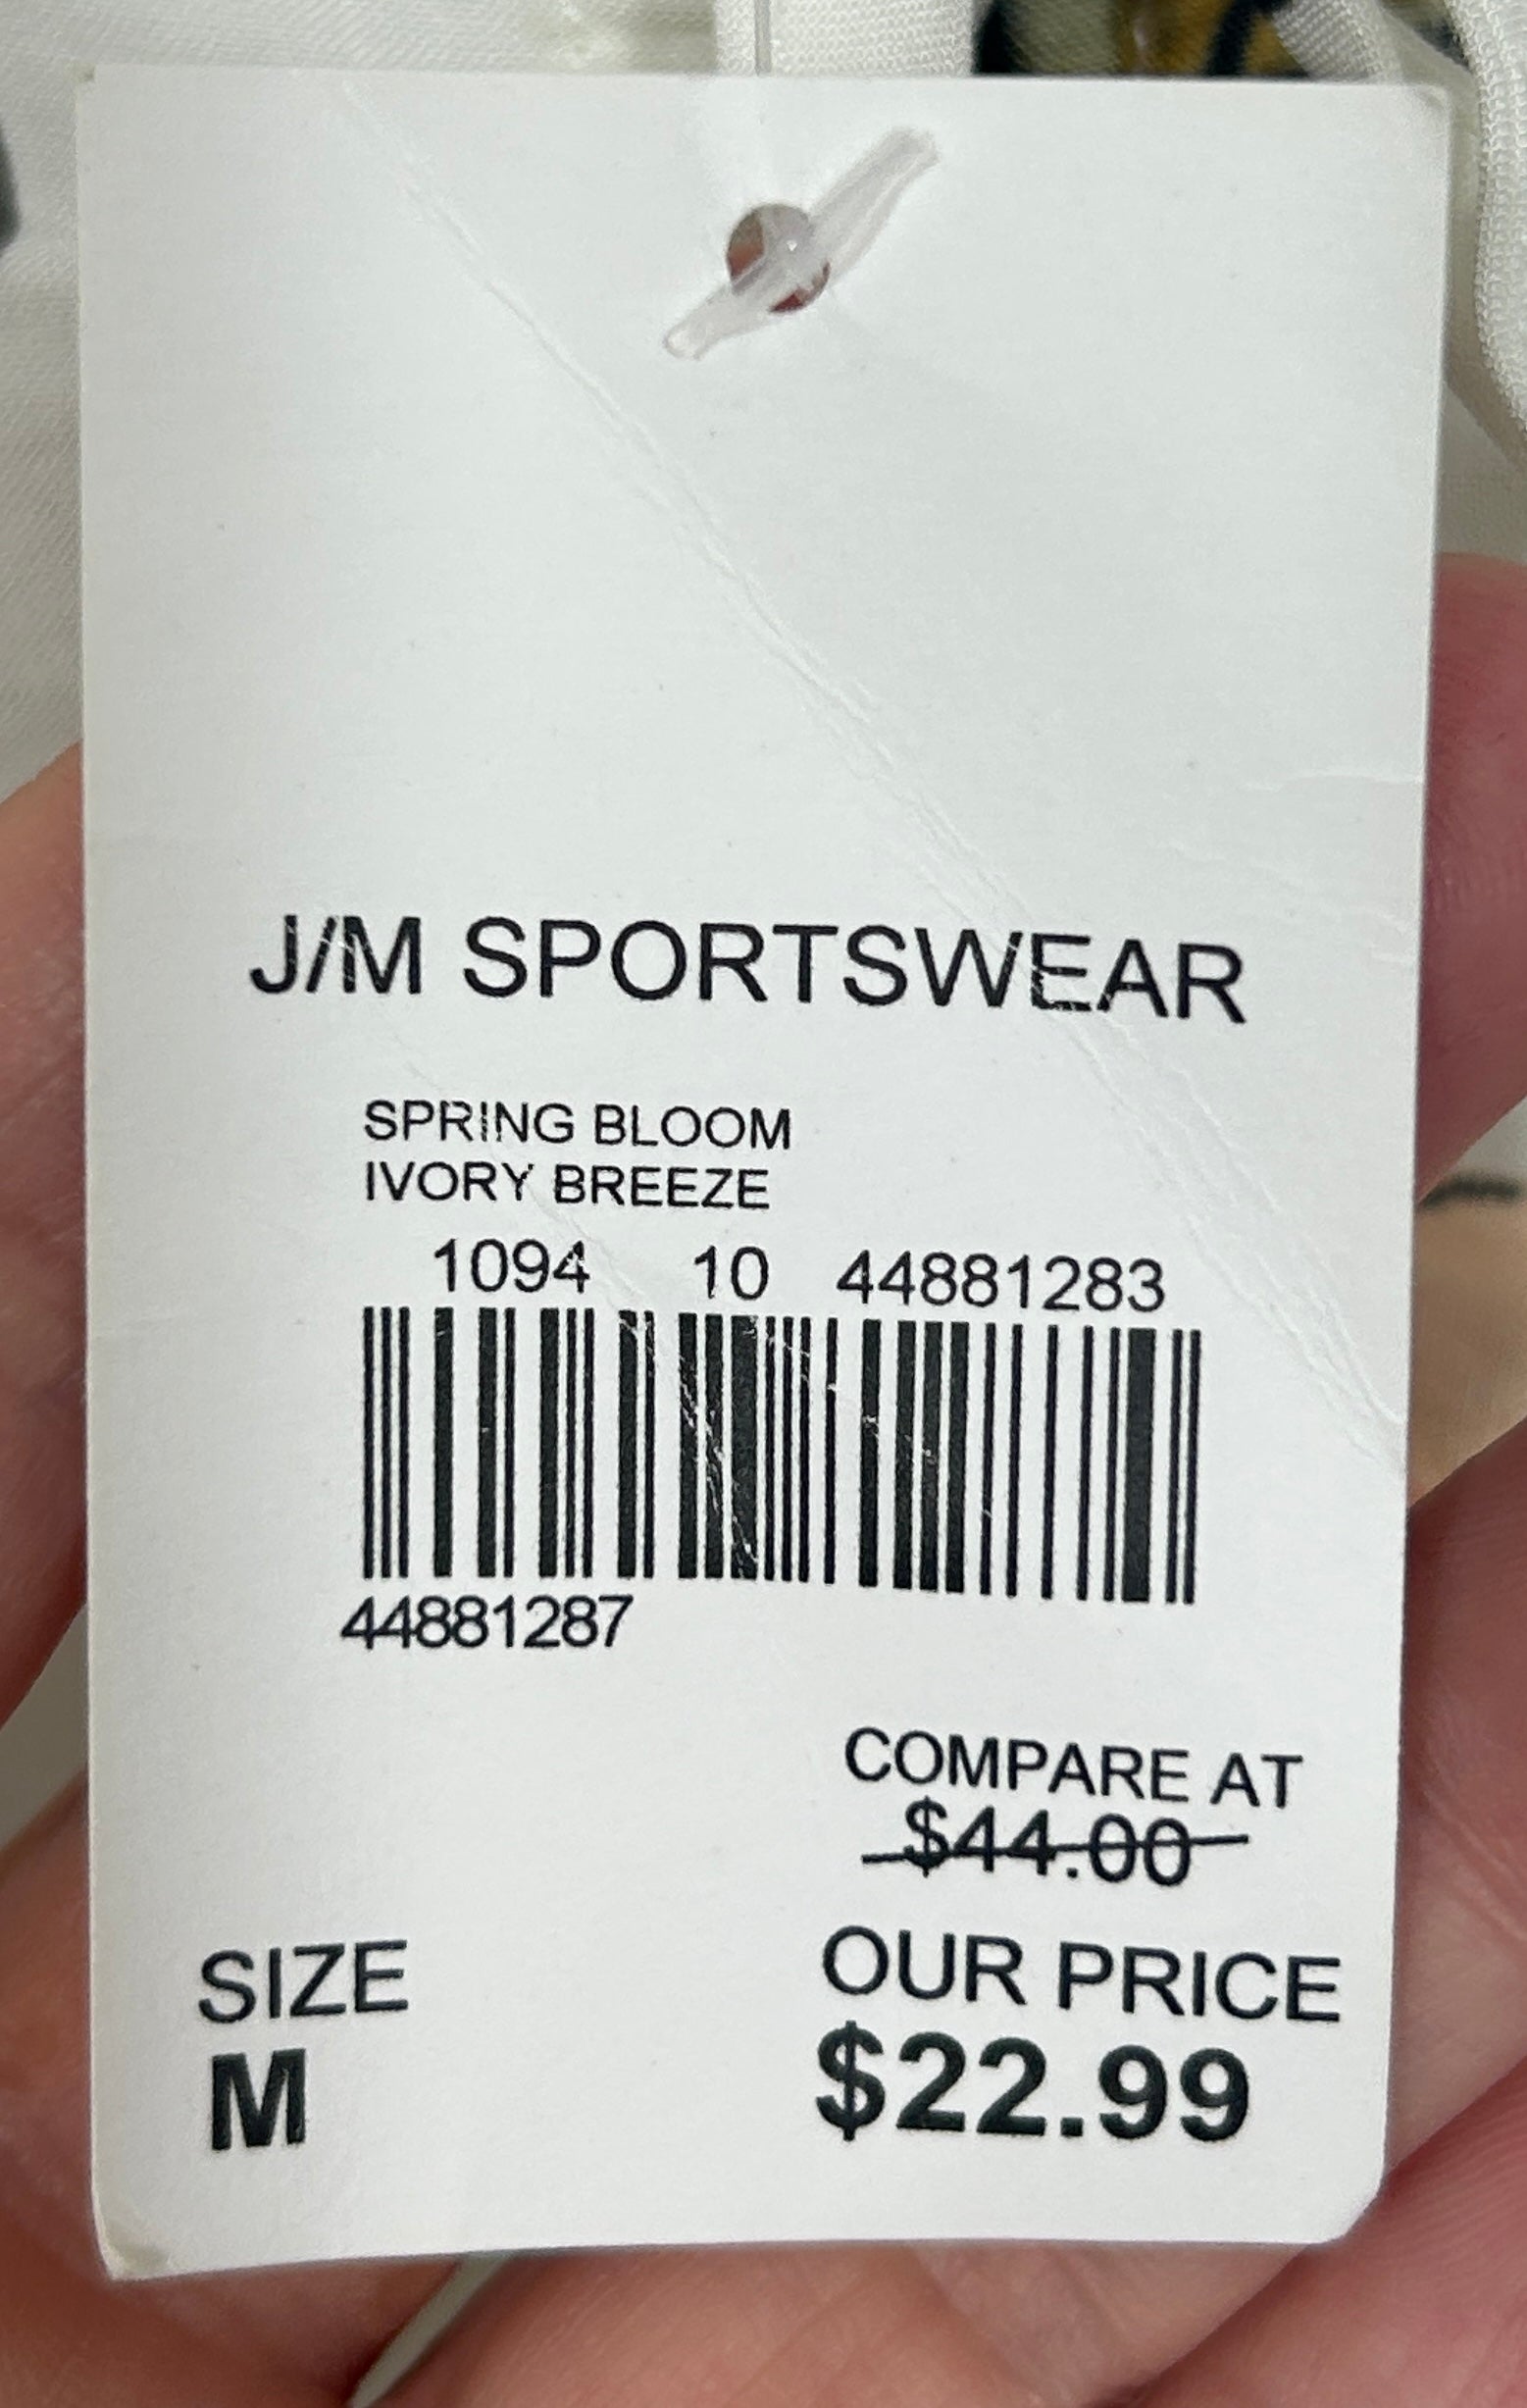 J/M SPORTSWEAR
SPRING BLOOM
IVORY BREEZE
1094 10 44881283
44881287
COMPARE AT
$44.00
SIZE OUR PRICE
M $22.99